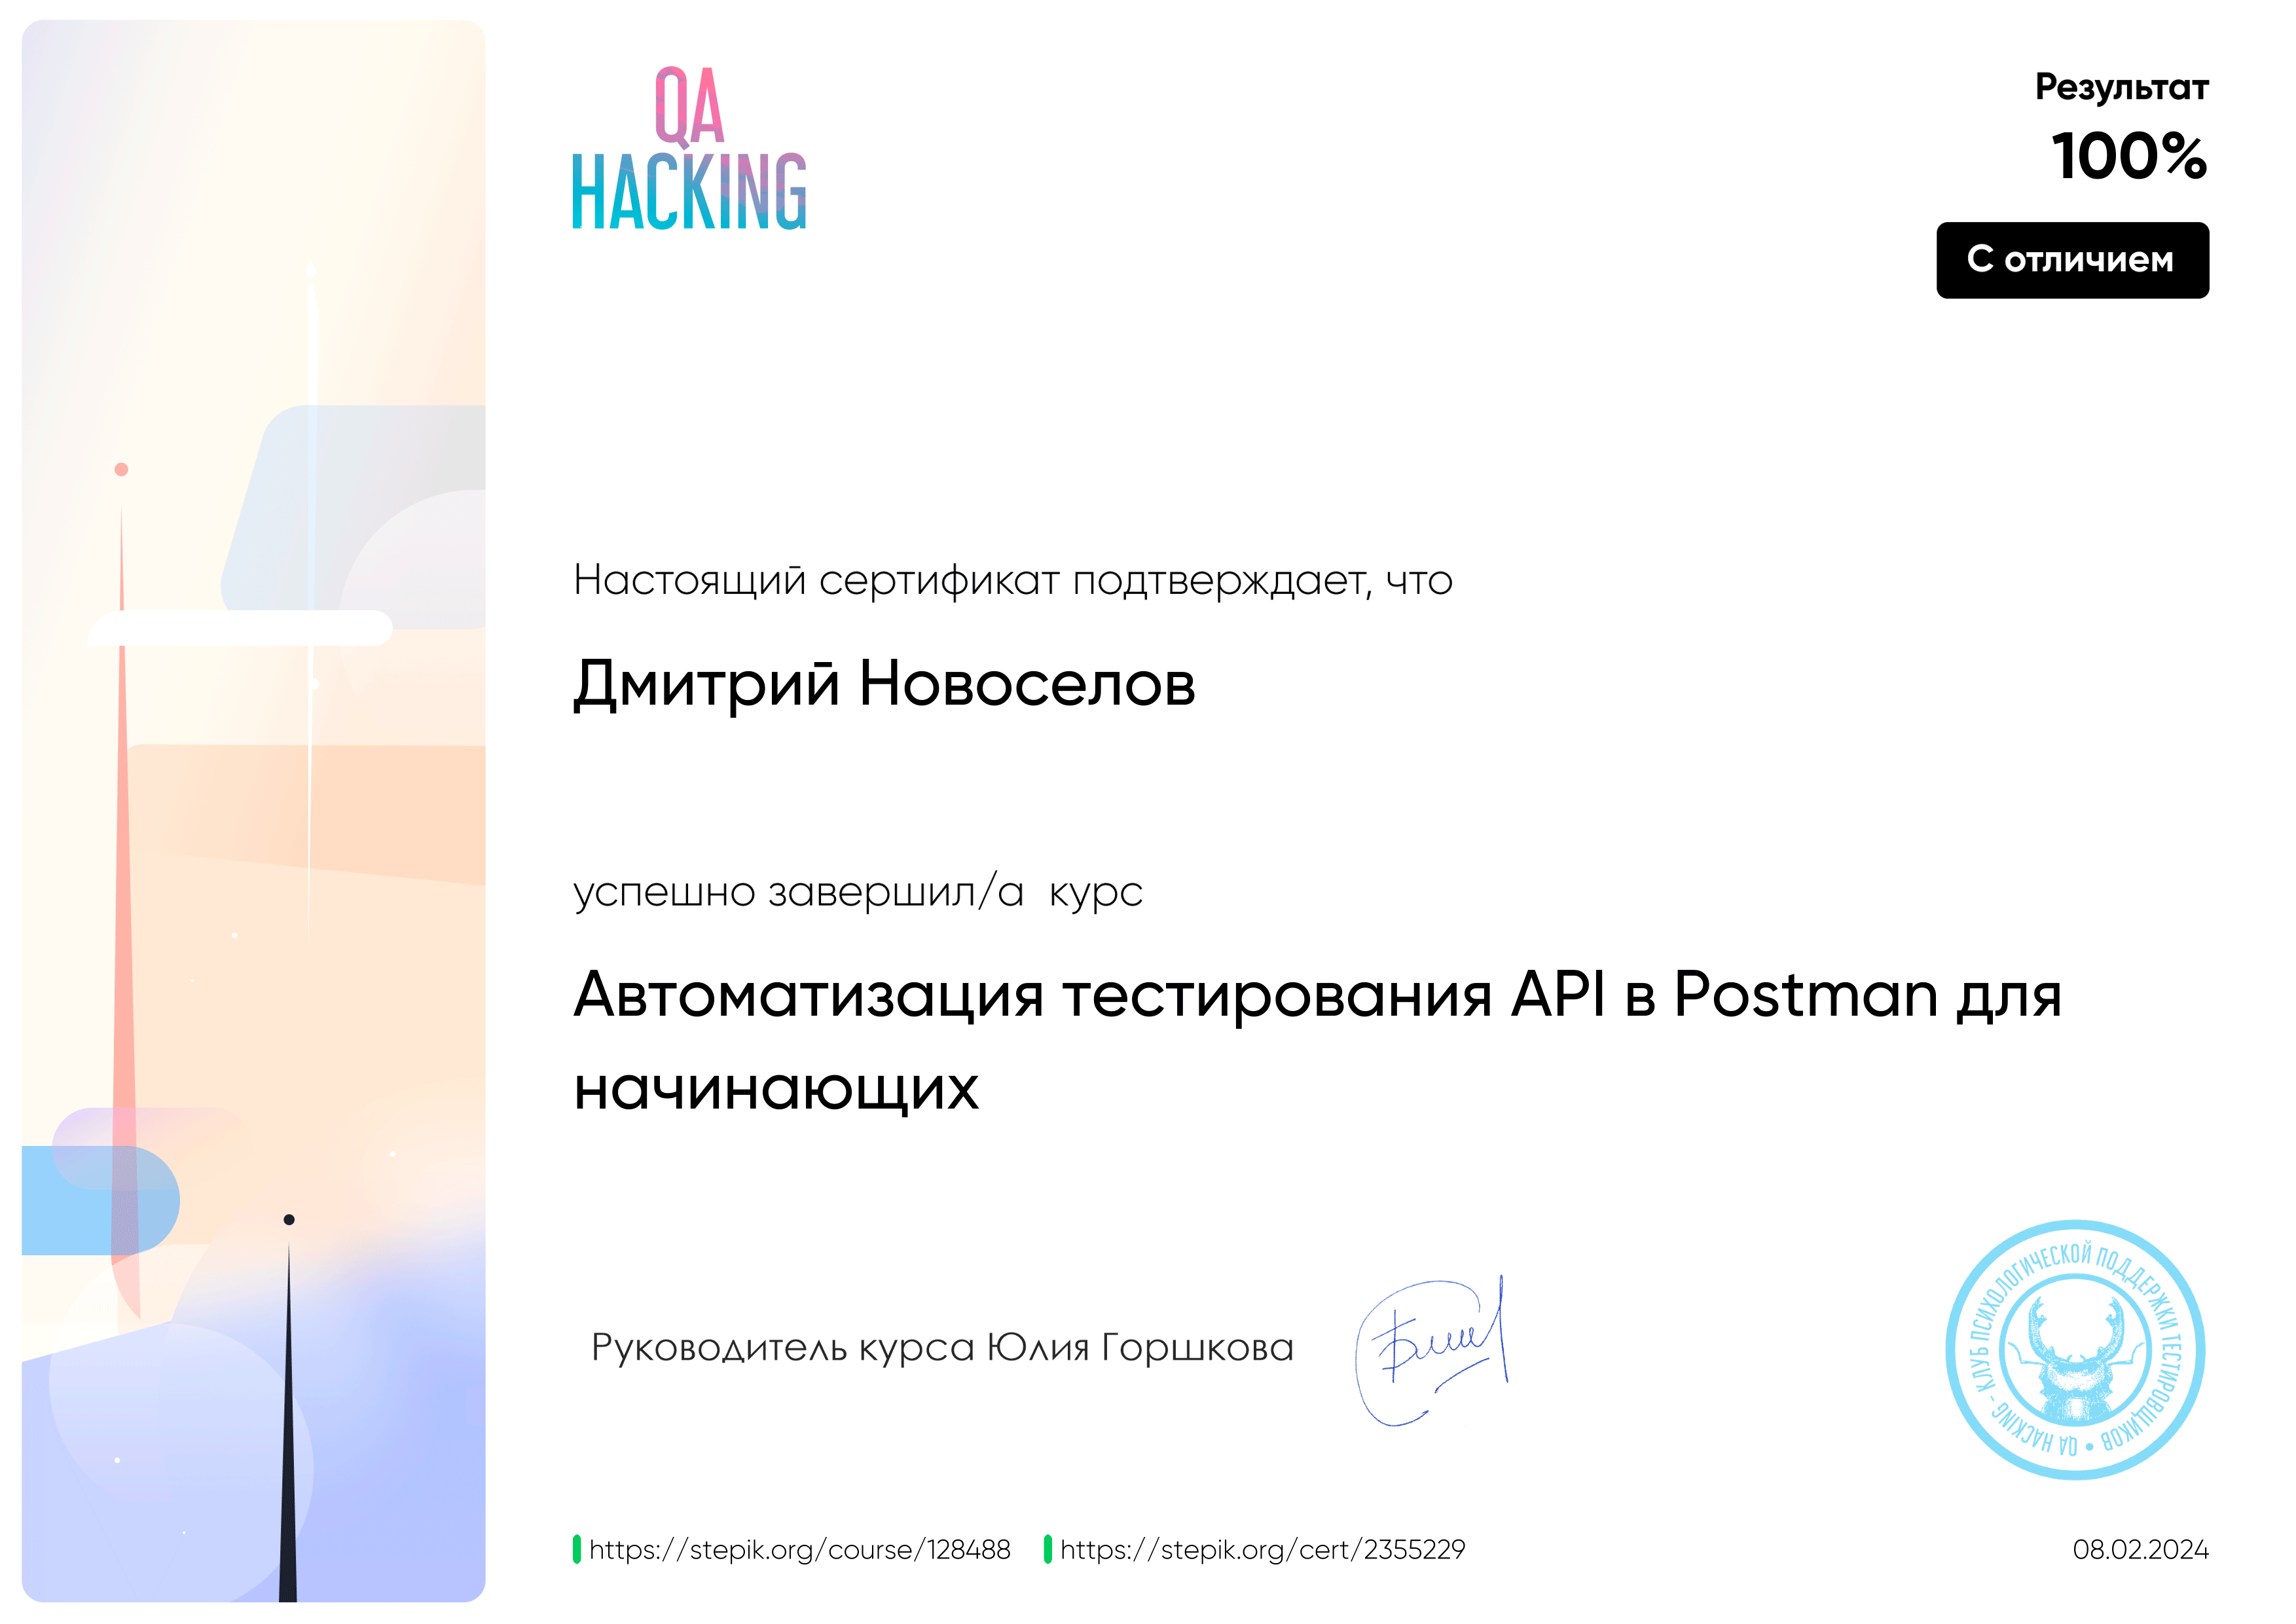 QA
HACKING
Результат
100%
С отличием
Настоящий сертификат подтверждает, что
Дмитрий Новоселов
успешно завершил/а  курс
Автоматизация тестирования API в Postman для
начинающих
Руководитель курса Юлия Горшкова
QA HACKING - КЛУБ ПСИХОЛОГИЧЕСКОЙ ПОДДЕРЖКИ ТЕСТИРОВЩИКОВ •
https://stepik.org/course/128488
https://stepik.org/cert/2355229
08.02.2024